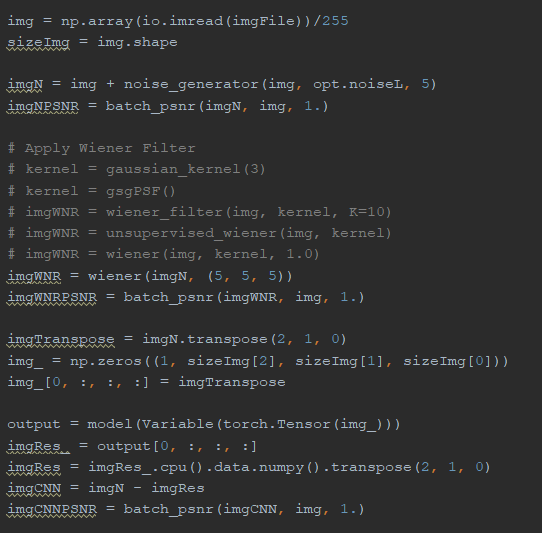 img = np.array(io.imread(imgFile))/255
sizeImg = img.shape
imgN = img + noise_generator(img, opt.noiseL, 5)
imgNPSNR = batch_psnr(imgN, img, 1.)
# Apply Wiener Filter
# kernel = gaussian_kernel(3)
# kernel = gsgPSF()
# imgWNR = wiener_filter(img, kernel, K=10)
# imgWNR = unsupervised_wiener(img, kernel)
# imgWNR = wiener(img, kernel, 1.0)
imgWNR = wiener(imgN, (5, 5, 5))
imgWNRPSNR = batch_psnr(imgWNR, img, 1.)
imgTranspose = imgN.transpose(2, 1, 0)
img_ = np.zeros((1, sizeImg[2], sizeImg[1], sizeImg[0]))
img_[0, :, :, :] = imgTranspose
output = model(Variable(torch.Tensor(img_)))
imgRes_ = output[0, :, :, :]
imgRes = imgRes_.cpu().data.numpy().transpose(2, 1, 0)
imgCNN = imgN - imgRes
imgCNNPSNR = batch_psnr(imgCNN, img, 1.)